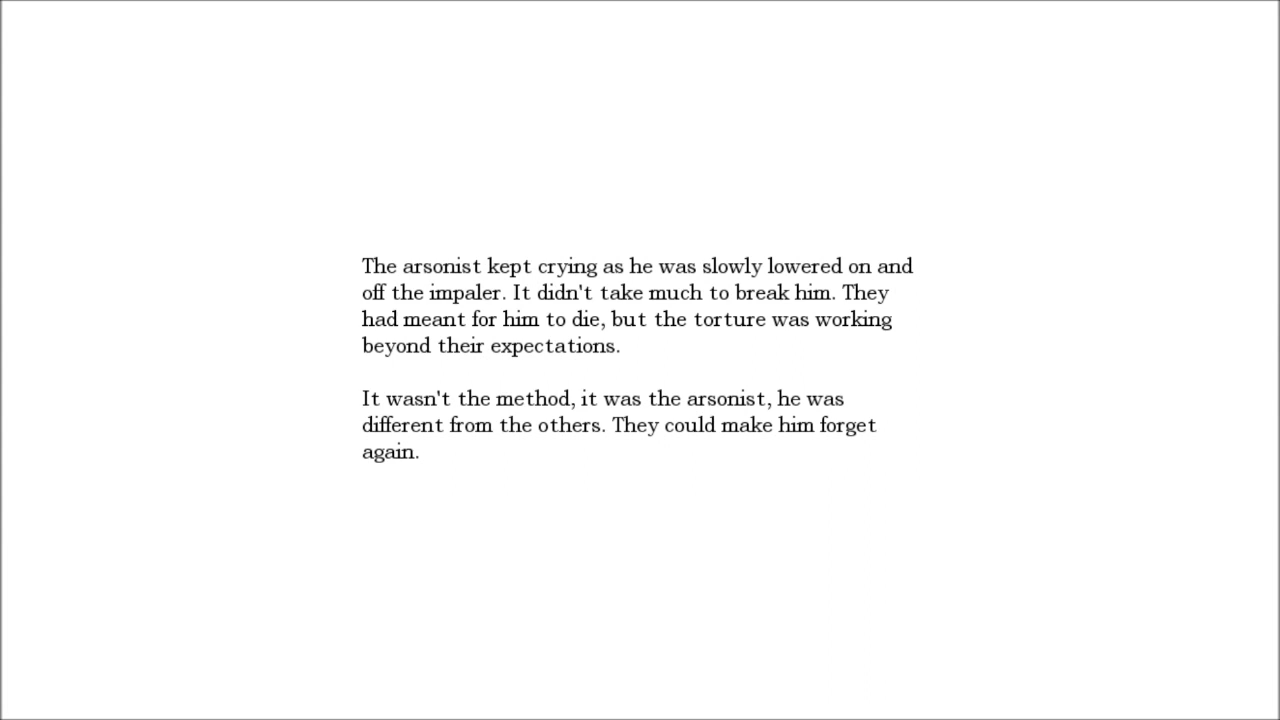 The arsonist kept crying as he was slowly lowered on and
off the impaler. It didn't take much to break him. They
had meant for him to die, but the torture was working
beyond their expectations.
It wasn't the method, it was the arsonist, he was
different from the others. They could make him forget
again.